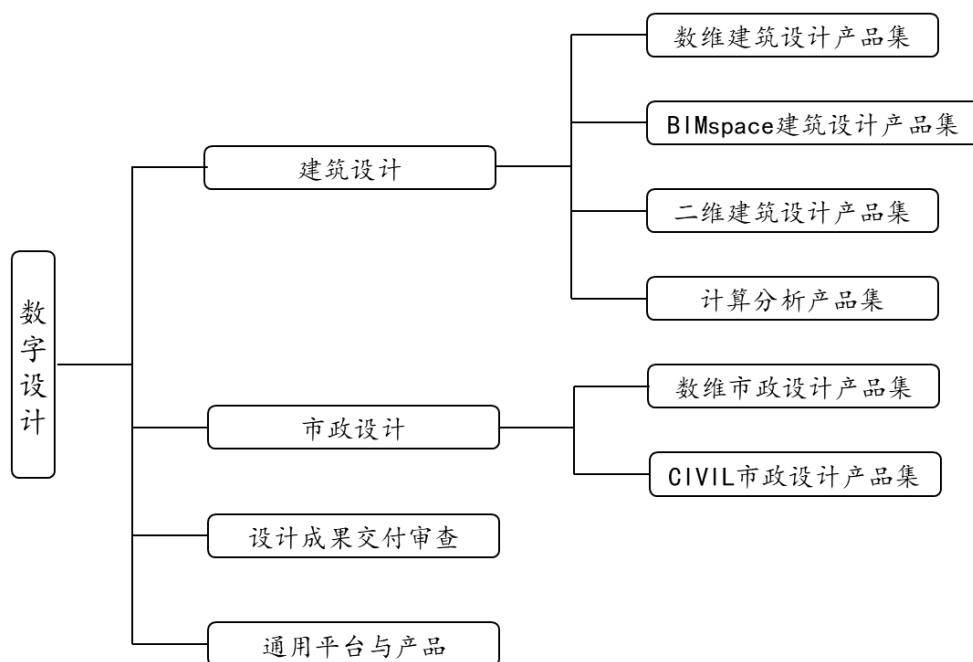 数字设计
建筑设计
数维建筑设计产品集
BIMspace建筑设计产品集
二维建筑设计产品集
计算分析产品集
市政设计
数维市政设计产品集
CIVIL市政设计产品集
设计成果交付审查
通用平台与产品